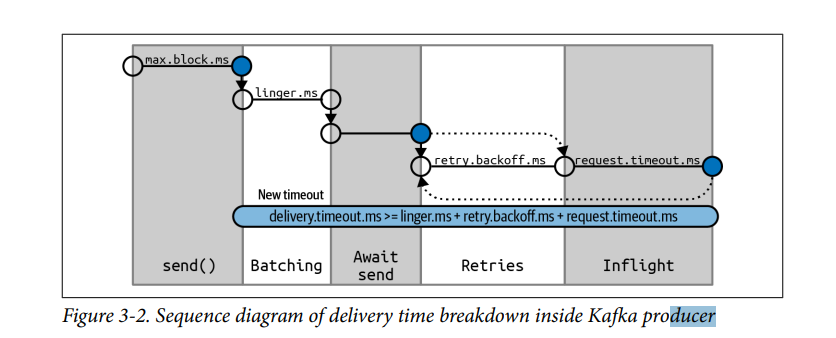 max.block.ms
linger.ms
retry.backoff.ms
request.timeout.ms
New timeout
delivery.timeout.ms >= linger.ms + retry.backoff.ms + request.timeout.ms
send()
Batching
Await
send
Retries
Inflight
Figure 3-2. Sequence diagram of delivery time breakdown inside Kafka producer